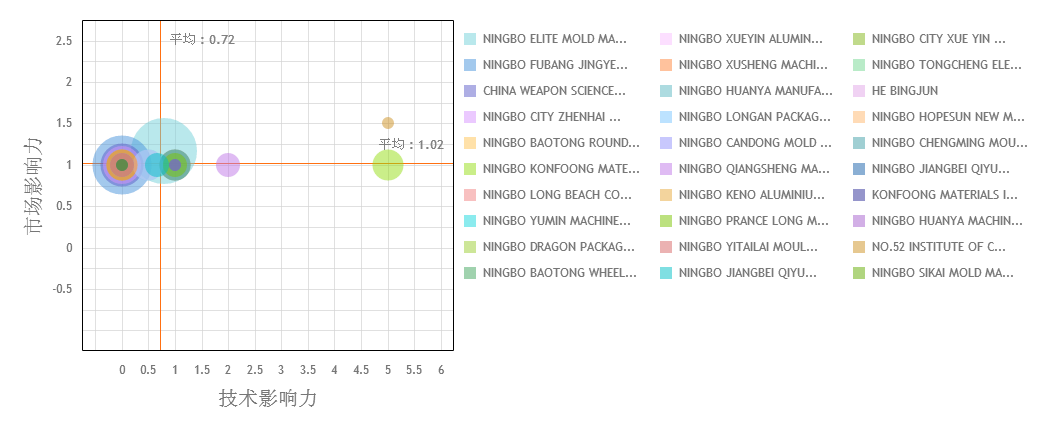 平均：0.72
平均：1.02
2.5
2
1.5
1
0.5
0
-0.5
0 0.5 1 1.5 2 2.5 3 3.5 4 4.5 5 5.5 6
市场影响力
技术影响力
NINGBO ELITE MOLD MA... NINGBO XUEYIN ALUMIN... NINGBO CITY XUE YIN ...
NINGBO FUBANG JINGYE... NINGBO XUSHENG MACHI... NINGBO TONGCHENG ELE...
CHINA WEAPON SCIENCE... NINGBO HUANYA MANUFA... HE BINGJUN
NINGBO CITY ZHENHAI ... NINGBO LONGAN PACKAG... NINGBO HOPESUN NEW M...
NINGBO BAOTONG ROUND... NINGBO CANDONG MOLD ... NINGBO CHENGMING MOU...
NINGBO KONFOONG MATE... NINGBO QIANGSHENG MA... NINGBO JIANGBEI QIYU...
NINGBO LONG BEACH CO... NINGBO KENO ALUMINIU... KONFOONG MATERIALS I...
NINGBO YUMIN MACHINE... NINGBO PRANCE LONG M... NINGBO HUANYA MACHIN...
NINGBO DRAGON PACKAG... NINGBO YITAILAI MOUL... NO.52 INSTITUTE OF C...
NINGBO BAOTONG WHEEL... NINGBO JIANGBEI QIYU... NINGBO SIKAI MOLD MA...